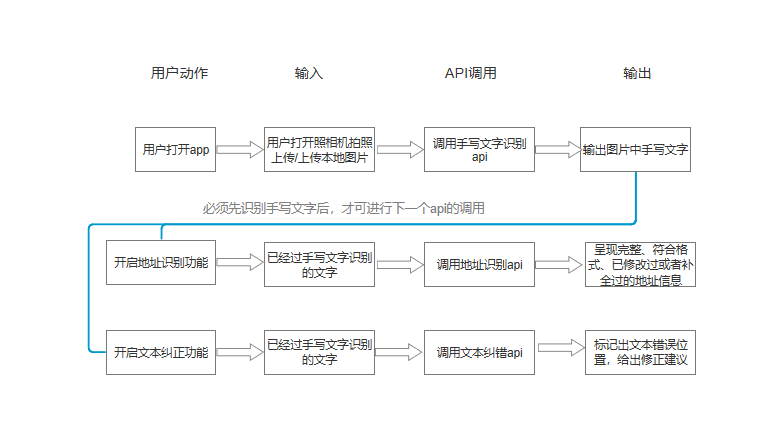 用户动作
输入
API调用
输出
用户打开app
用户打开照相机拍照
上传/上传本地图片
调用手写文字识别
api
输出图片中手写文字
必须先识别手写文字后，才可进行下一个api的调用
开启地址识别功能
已经过手写文字识别
的文字
调用地址识别api
呈现完整、符合格
式、已修改过或者补
全过的地址信息
开启文本纠正功能
已经过手写文字识别
的文字
调用文本纠错api
标记出文本错误位
置，给出修正建议